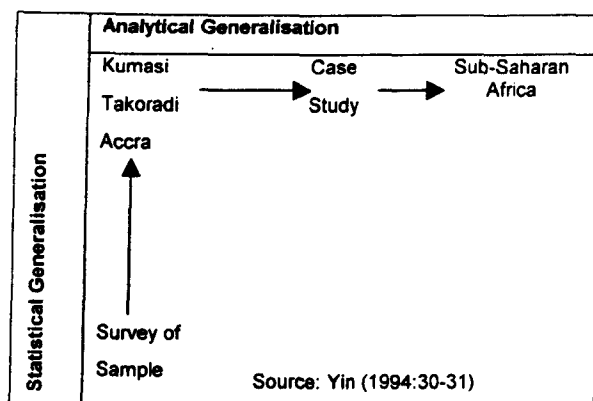 Analytical Generalisation
Statistical Generalisation
Kumasi
Takoradi
Accra
Case
Study
Sub-Saharan
Africa
Survey of
Sample
Source: Yin (1994:30-31)